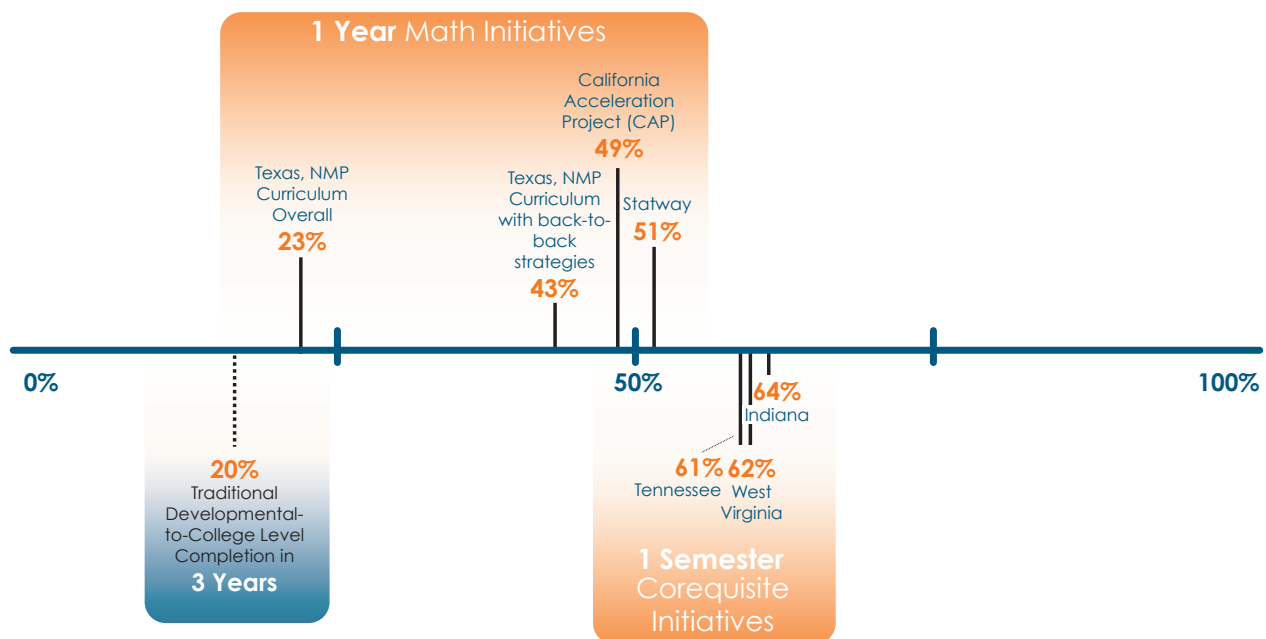 1 Year Math Initiatives
California
Acceleration
Project (CAP)
49%
Texas, NMP
Curriculum
Overall
23%
Texas, NMP
Curriculum
with back-to-
back
strategies
43%
Statway
51%
0%
50%
100%
20%
Traditional
Developmental-
to-College Level
Completion in
3 Years
64%
Indiana
61%
Tennessee
62%
West
Virginia
1 Semester
Corequisite
Initiatives